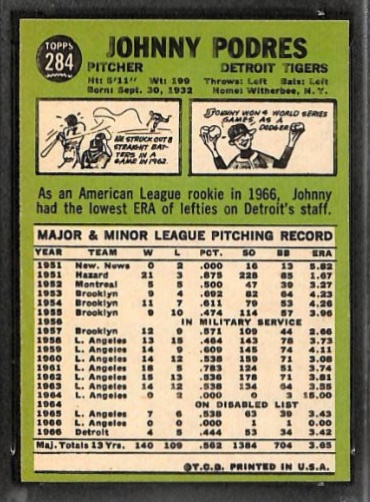 TOPPS
284
JOHNNY PODRES
PITCHER DETROIT TIGERS
Ht: 5'11" Wt: 199 Throws: Left Bats: Left
Born: Sept. 30, 1932 Home: Witherbee, N. Y.
HE STRUCK OUT 8
STRAIGHT BAT-
TERS IN A
GAME IN 1962.
JOHNNY WON 4 WORLD SERIES
GAMES, AS A
DODGER
As an American League rookie in 1966, Johnny
had the lowest ERA of lefties on Detroit's staff.
MAJOR & MINOR LEAGUE PITCHING RECORD
YEAR TEAM W L PCT. SO BB ERA
1951 New. News 0 2 .000 16 13 5.82
1951 Hazard 21 3 .875 228 85 1.67
1952 Montreal 5 5 .500 47 39 3.27
1953 Brooklyn 9 4 .692 82 64 4.23
1954 Brooklyn 11 7 .611 79 53 4.28
1955 Brooklyn 9 10 .474 114 57 3.96
1956 IN MILITARY SERVICE
1957 Brooklyn 12 9 .571 109 44 2.66
1958 L. Angeles 13 15 .464 143 78 3.73
1959 L. Angeles 14 9 .609 145 74 4.11
1960 L. Angeles 14 12 .538 159 71 3.08
1961 L. Angeles 18 5 .783 124 51 3.74
1962 L. Angeles 15 13 .536 178 71 3.81
1963 L. Angeles 14 12 .538 134 64 3.55
1964 L. Angeles 0 2 .000 0 3 15.00
1964 ON DISABLED LIST
1965 L. Angeles 7 6 .538 63 39 3.43
1966 L. Angeles 0 0 .000 1 1 0.00
1966 Detroit 4 5 .444 53 34 3.42
Maj. Totals 13 Yrs. 140 109 .562 1384 704 3.65
©T.C.G. PRINTED IN U.S.A.